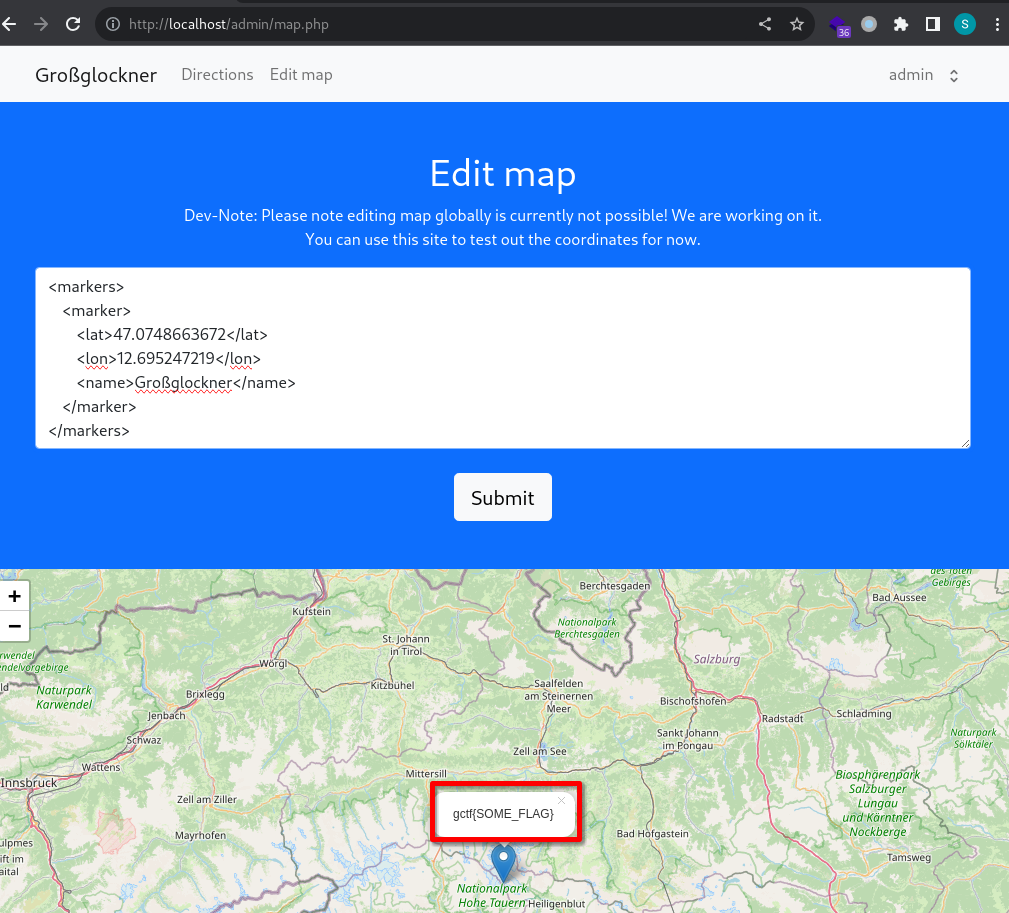 http://localhost/admin/map.php
36
S
Großglockner Directions Edit map admin
Edit map
Dev-Note: Please note editing map globally is currently not possible! We are working on it.
You can use this site to test out the coordinates for now.
<markers>
<marker>
<lat>47.0748663672</lat>
<lon>12.695247219</lon>
<name>Großglockner</name>
</marker>
</markers>
Submit
+
−
des Toten
Gebirges
Berchtesgaden
Bad Aussee
Kufstein
Nationalpark
Berchtesgaden
St. Johann
in Tirol
Salzburg
Wörgl
Naturpark
Karwendel
Brixlegg
Kitzbühel
Saalfelden
am Steinernen
Meer
Bischofshofen
Jenbach
Radstadt
Schladming
Schwaz
Sankt Johann
im Pongau
Naturpark
Sölktäler
Zell am See
Wattens
Innsbruck
Mittersill
Biosphärenpark
Salzburger
Lungau
und Kärntner
Nockberge
Zell am Ziller
gctf{SOME_FLAG}
Mayrhofen
Bad Hofgastein
Tamsweg
Nationalpark
Hohe Tauern
Heiligenblut